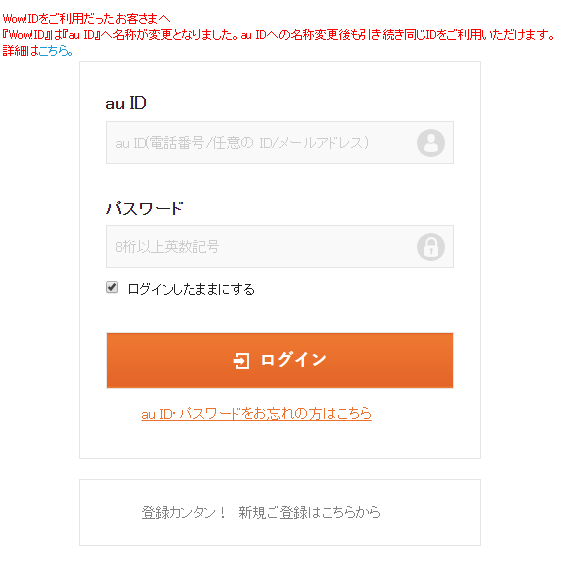 Wow!IDをご利用だったお客さまへ
『Wow!ID』は『au ID』へ名称が変更となりました。au IDへの名称変更後も引き続き同じIDをご利用いただけます。
詳細はこちら。
au ID
au ID(電話番号/任意の ID/メールアドレス)
パスワード
8桁以上英数記号
ログインしたままにする
ログイン
au ID・パスワードをお忘れの方はこちら
登録カンタン！ 新規ご登録はこちらから